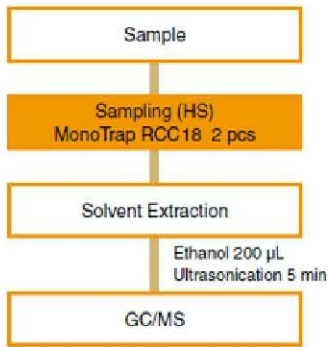 Sample
Sampling (HS)
MonoTrap RCC18 2 pcs
Solvent Extraction
Ethanol 200 μL
Ultrasonication 5 min
GC/MS